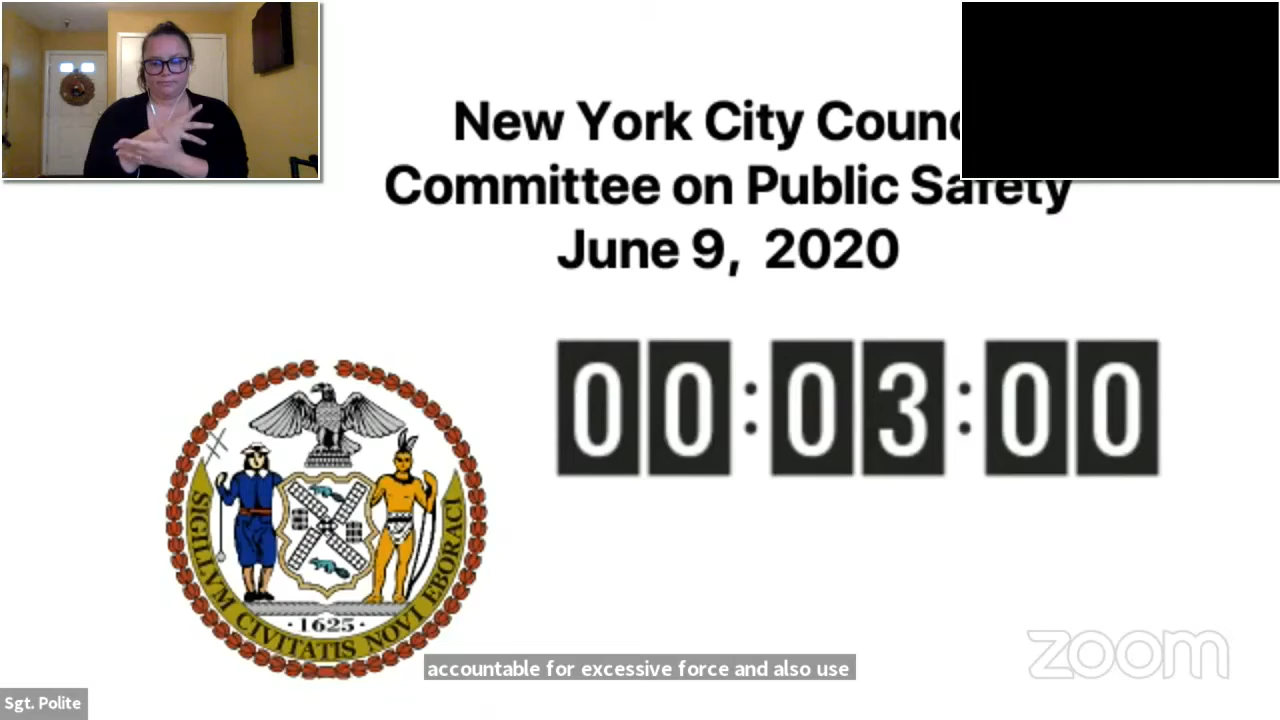 New York City Counc
Committee on Public Safety
June 9, 2020
00:03:00
SIGILLVM CIVITATIS NOVI EBORACI
·1625·
accountable for excessive force and also use
zoom
Sgt. Polite